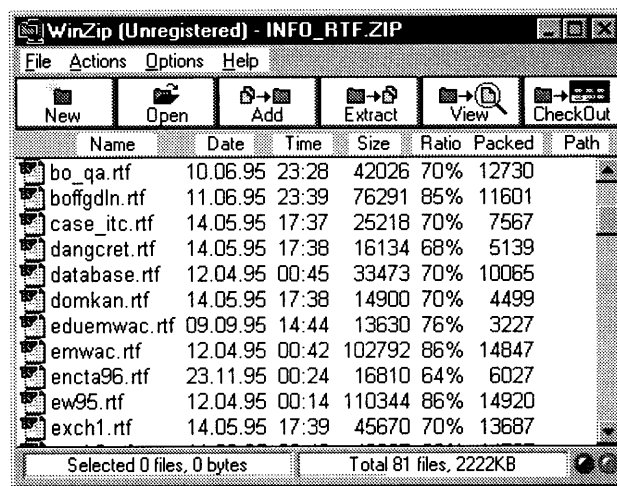 WinZip (Unregistered) - INFO_RTF.ZIP
File Actions Options Help
New Open Add Extract View CheckOut
Name Date Time Size Ratio Packed Path
bo_qa.rtf 10.06.95 23:28 42026 70% 12730
boffgdln.rtf 11.06.95 23:39 76291 85% 11601
case_itc.rtf 14.05.95 17:37 25218 70% 7567
dangcret.rtf 14.05.95 17:38 16134 68% 5139
database.rtf 12.04.95 00:45 33473 70% 10065
domkan.rtf 14.05.95 17:38 14900 70% 4499
eduemwac.rtf 09.09.95 14:44 13630 76% 3227
emwac.rtf 12.04.95 00:42 102792 86% 14847
encta96.rtf 23.11.95 00:24 16810 64% 6027
ew95.rtf 12.04.95 00:14 110344 86% 14920
exch1.rtf 14.05.95 17:39 45670 70% 13687
Selected 0 files, 0 bytes Total 81 files, 2222KB